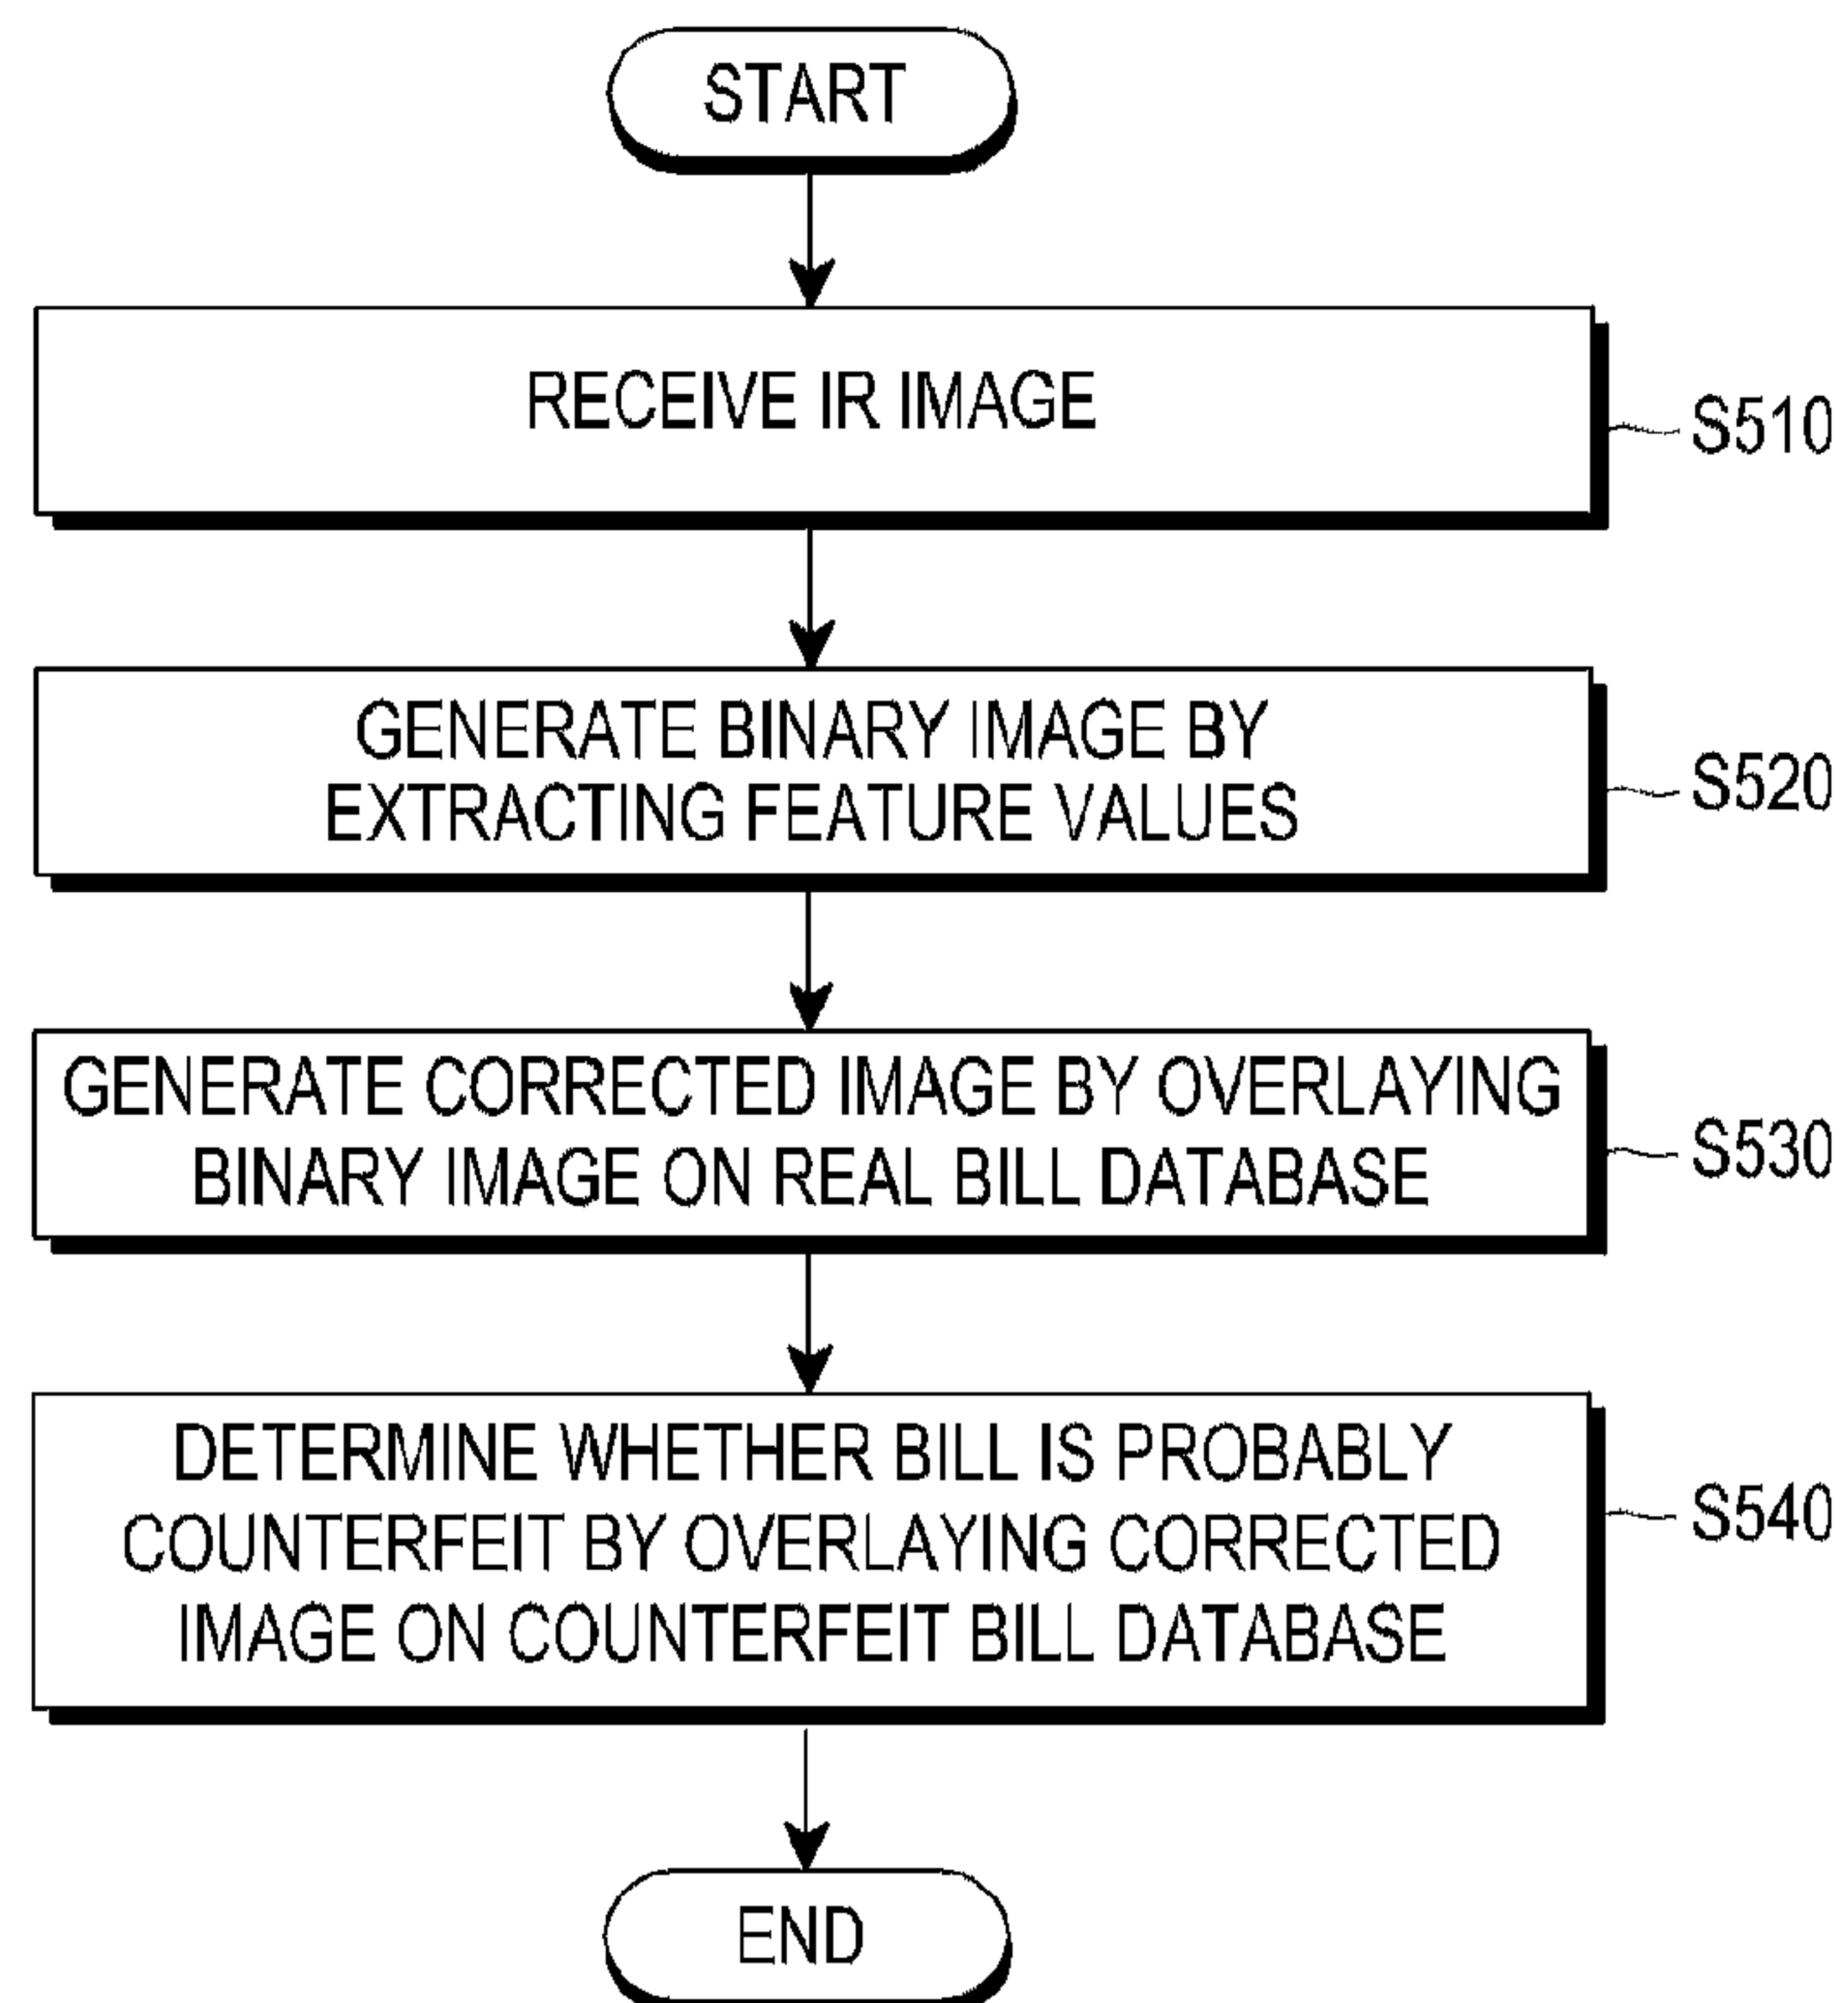 START
RECEIVE IR IMAGE
S510
GENERATE BINARY IMAGE BY
EXTRACTING FEATURE VALUES
S520
GENERATE CORRECTED IMAGE BY OVERLAYING
BINARY IMAGE ON REAL BILL DATABASE
S530
DETERMINE WHETHER BILL IS PROBABLY
COUNTERFEIT BY OVERLAYING CORRECTED
IMAGE ON COUNTERFEIT BILL DATABASE
S540
END